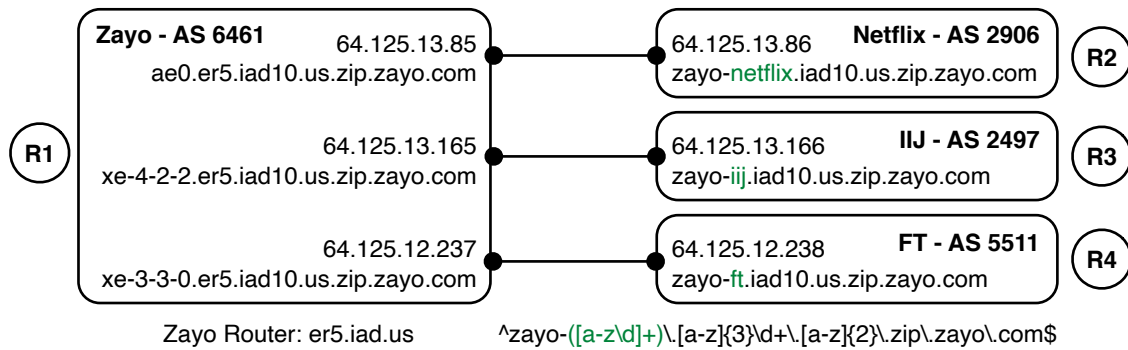 Zayo - AS 6461
64.125.13.85
ae0.er5.iad10.us.zip.zayo.com
64.125.13.86
Netflix - AS 2906
zayo-netflix.iad10.us.zip.zayo.com
R2
R1
64.125.13.165
xe-4-2-2.er5.iad10.us.zip.zayo.com
64.125.13.166
IIJ - AS 2497
zayo-iij.iad10.us.zip.zayo.com
R3
64.125.12.237
xe-3-3-0.er5.iad10.us.zip.zayo.com
64.125.12.238
FT - AS 5511
zayo-ft.iad10.us.zip.zayo.com
R4
Zayo Router: er5.iad.us
^zayo-([a-z\d]+)\.[a-z]{3}\d+\.[a-z]{2}\.zip\.zayo\.com$